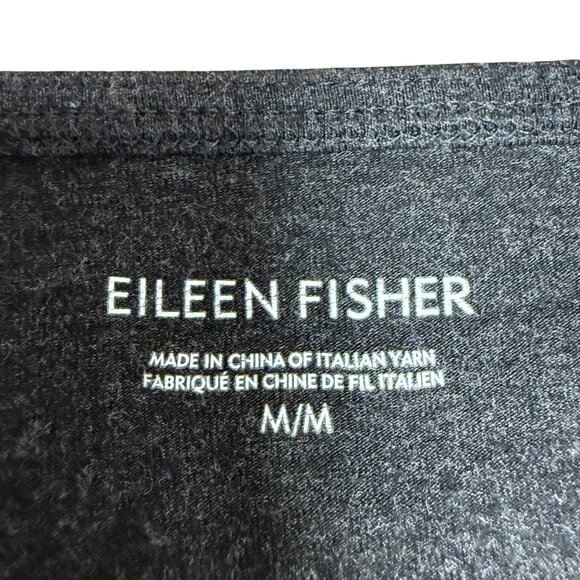 EILEEN FISHER
MADE IN CHINA OF ITALIAN YARN
FABRIQUÉ EN CHINE DE FIL ITALIEN
M/M